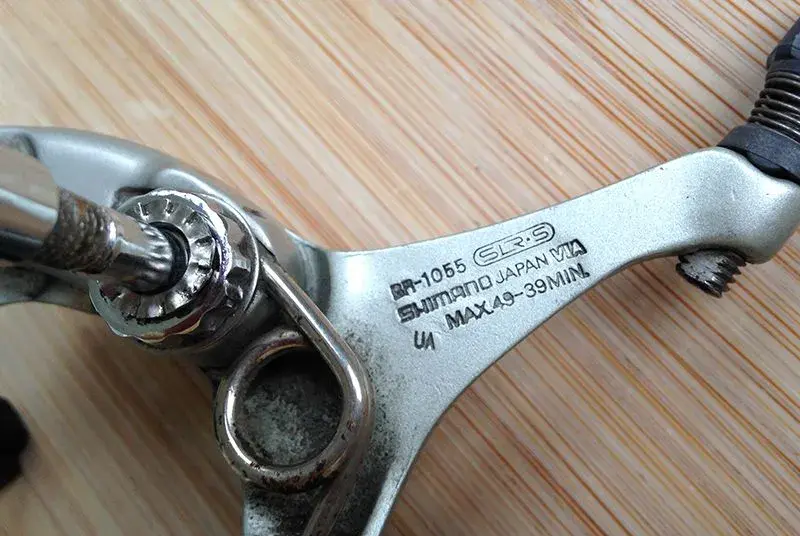 BR-1055 SLR·S
SHIMANO JAPAN VIA
MAX.49-39MIN.
UA